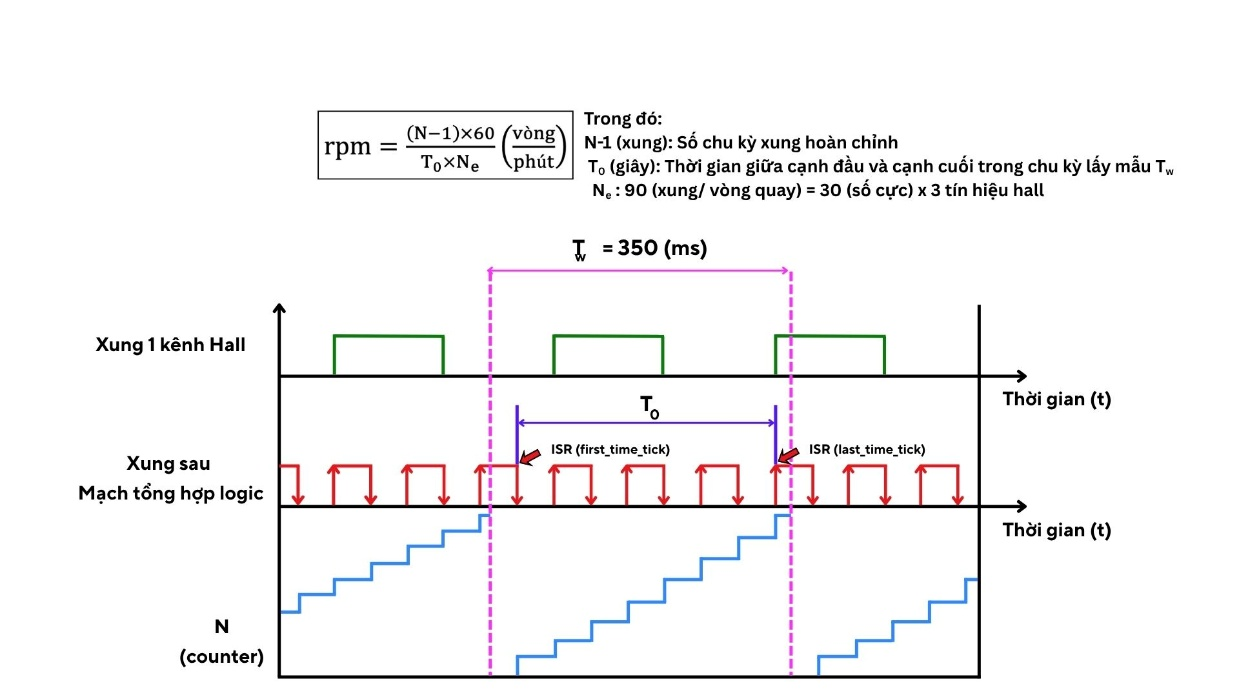 rpm = (N−1)×60 / T₀×Nₑ (vòng/phút)
Trong đó:
N-1 (xung): Số chu kỳ xung hoàn chỉnh
T₀ (giây): Thời gian giữa cạnh đầu và cạnh cuối trong chu kỳ lấy mẫu Tw
Nₑ : 90 (xung/ vòng quay) = 30 (số cực) x 3 tín hiệu hall
Tw = 350 (ms)
Xung 1 kênh Hall
Thời gian (t)
T₀
ISR (first_time_tick)
ISR (last_time_tick)
Xung sau
Mạch tổng hợp logic
Thời gian (t)
N
(counter)